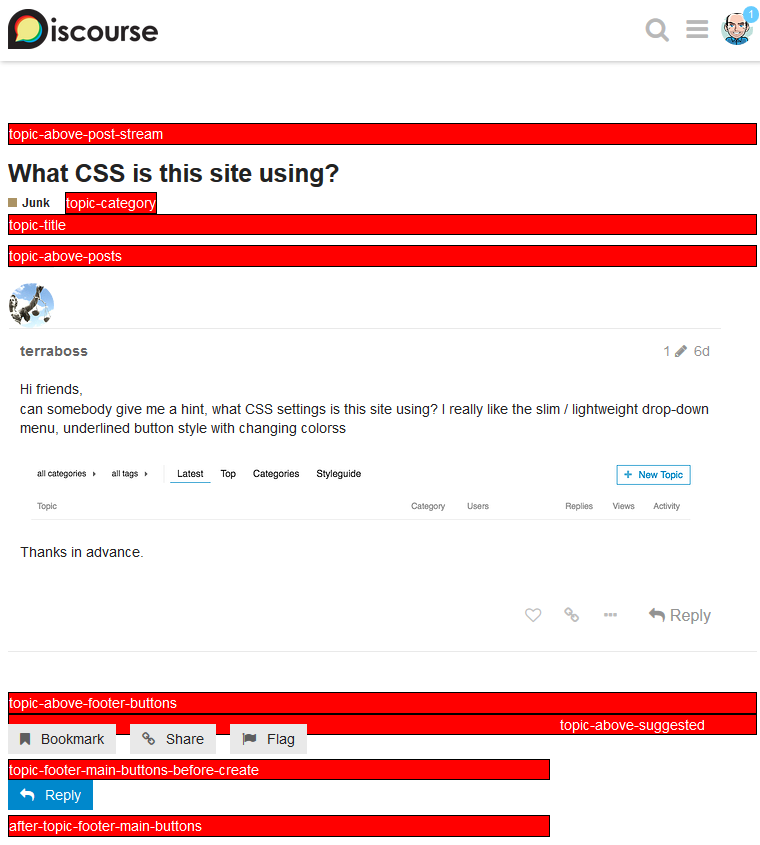 Discourse
1
topic-above-post-stream
What CSS is this site using?
Junk topic-category
topic-title
topic-above-posts
terraboss 1 6d
Hi friends,
can somebody give me a hint, what CSS settings is this site using? I really like the slim / lightweight drop-down
menu, underlined button style with changing colorss
all categories all tags Latest Top Categories Styleguide + New Topic
Topic Category Users Replies Views Activity
Thanks in advance.
Reply
topic-above-footer-buttons
topic-above-suggested
Bookmark Share Flag
topic-footer-main-buttons-before-create
Reply
after-topic-footer-main-buttons